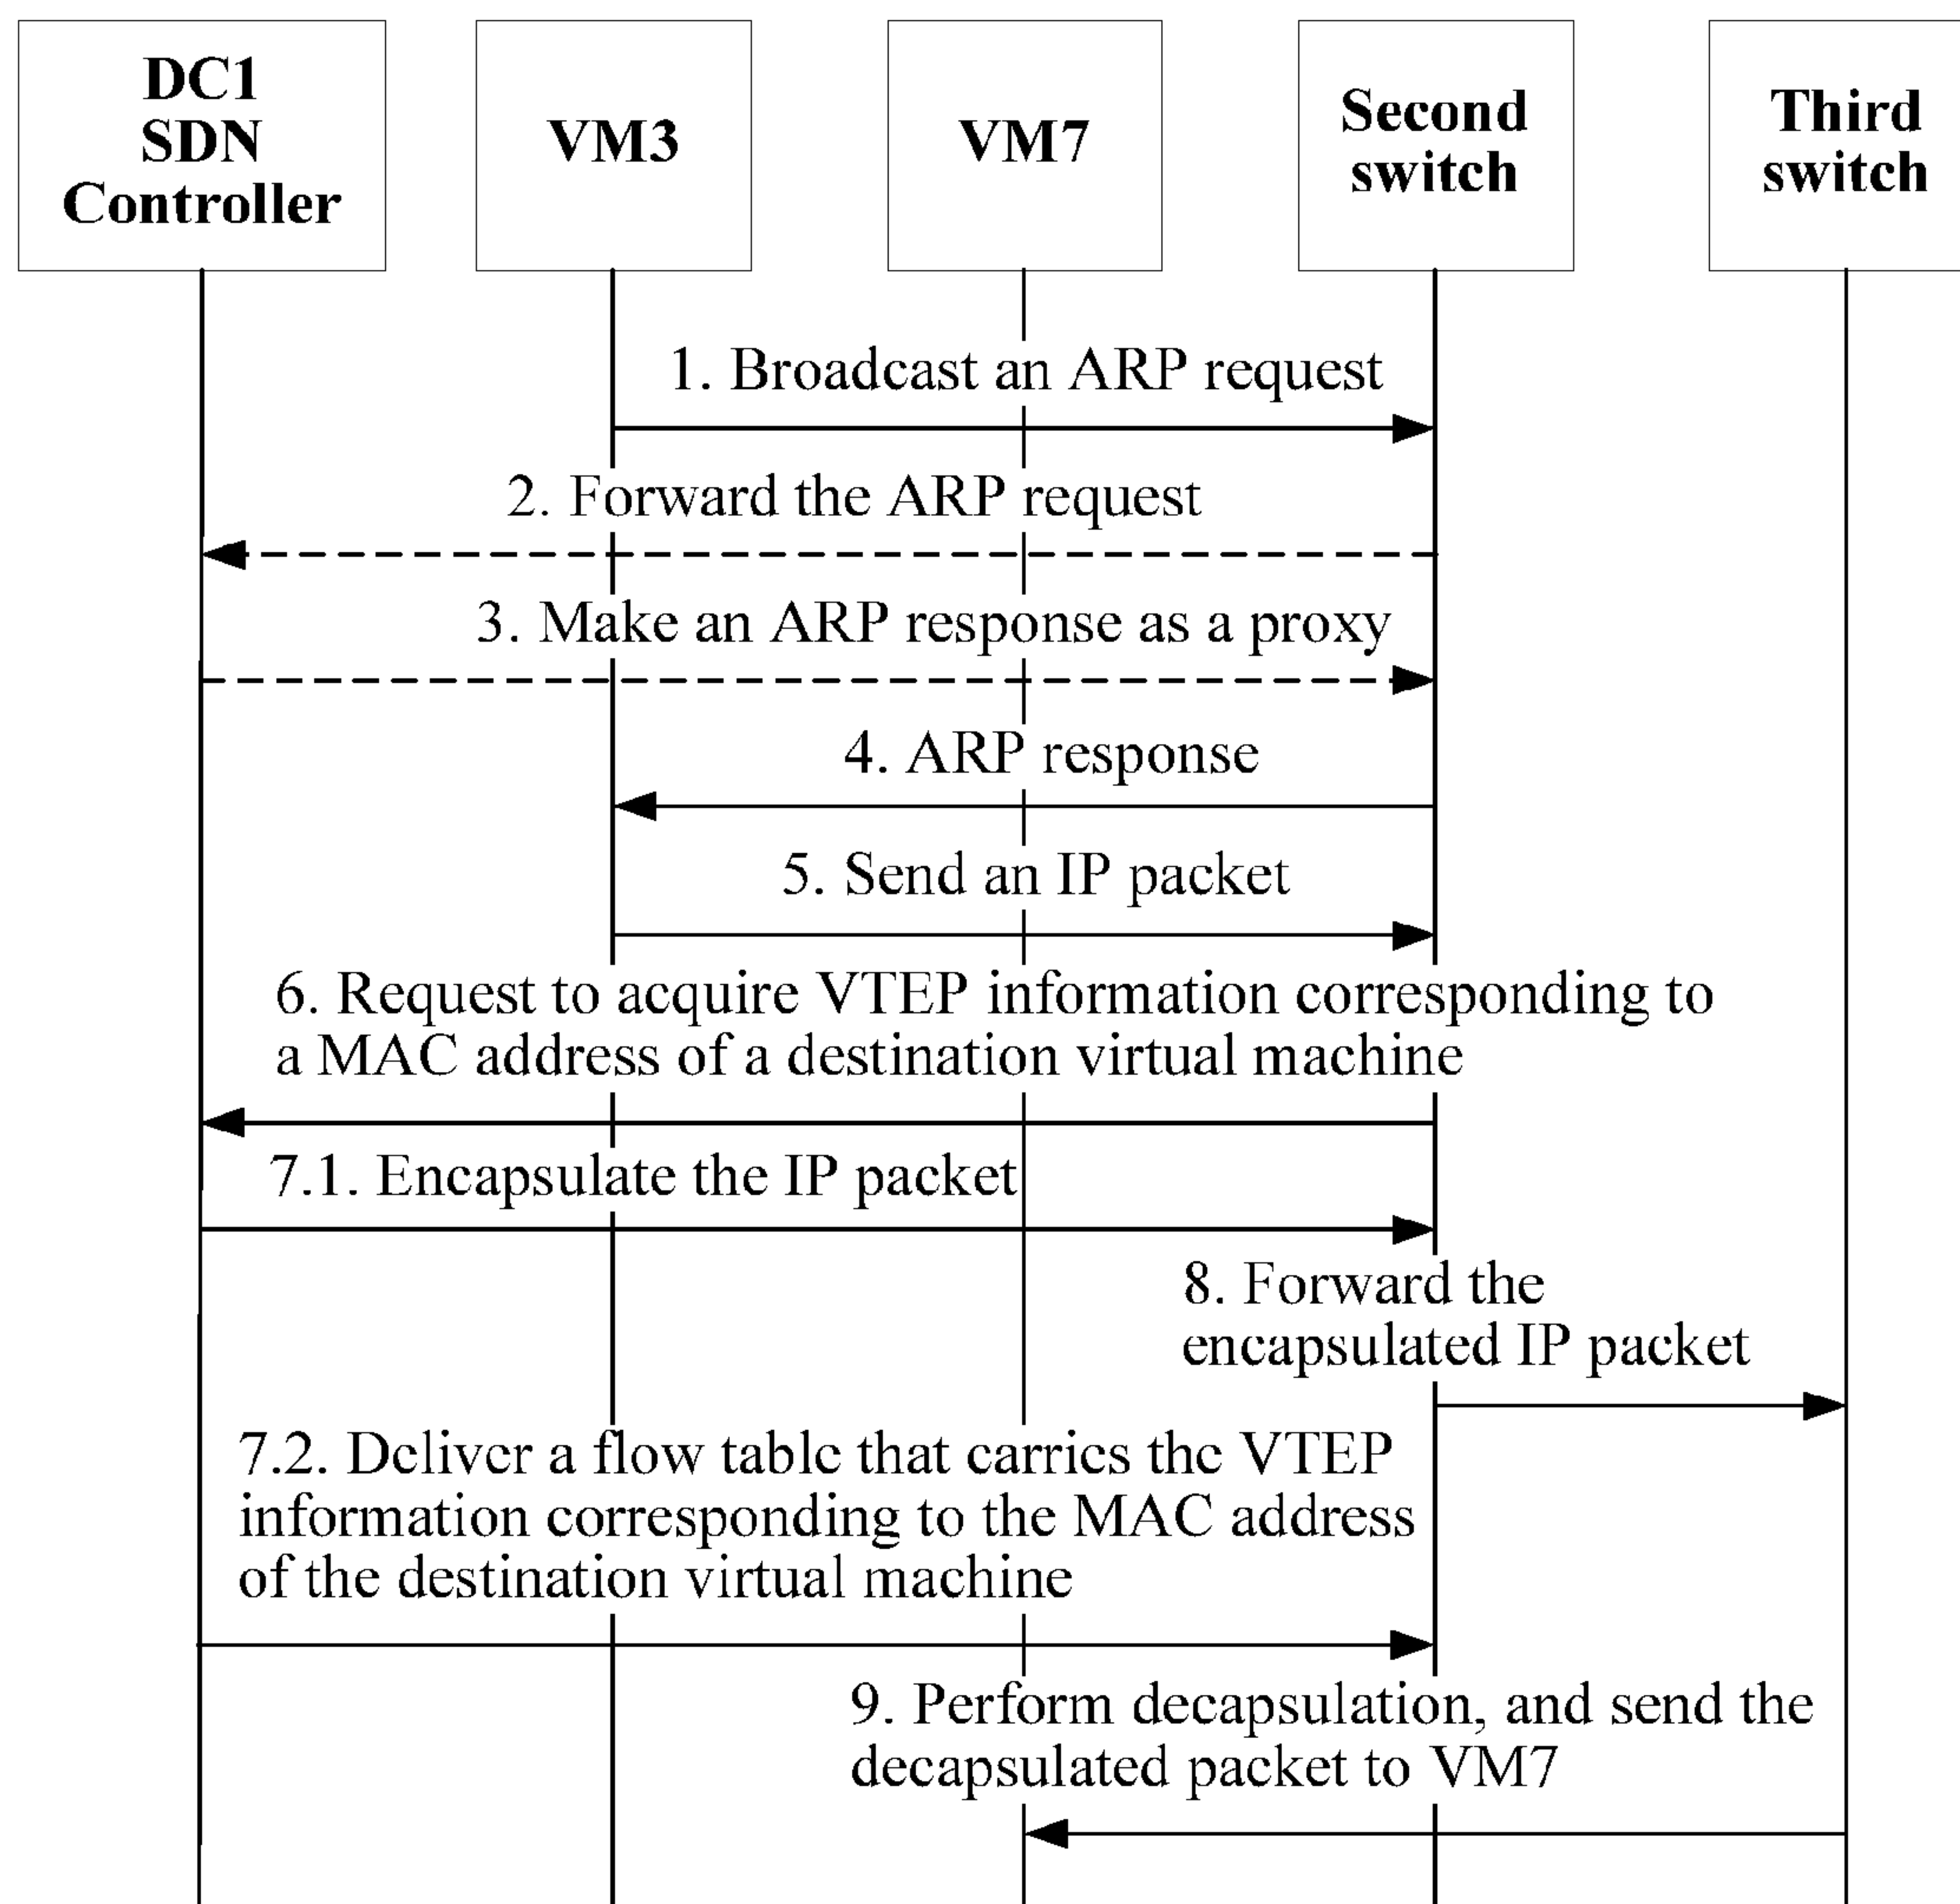 DC1
SDN
Controller
VM3
VM7
Second
switch
Third
switch
1. Broadcast an ARP request
2. Forward the ARP request
3. Make an ARP response as a proxy
4. ARP response
5. Send an IP packet
6. Request to acquire VTEP information corresponding to
a MAC address of a destination virtual machine
7.1. Encapsulate the IP packet
8. Forward the
encapsulated IP packet
7.2. Deliver a flow table that carries the VTEP
information corresponding to the MAC address
of the destination virtual machine
9. Perform decapsulation, and send the
decapsulated packet to VM7